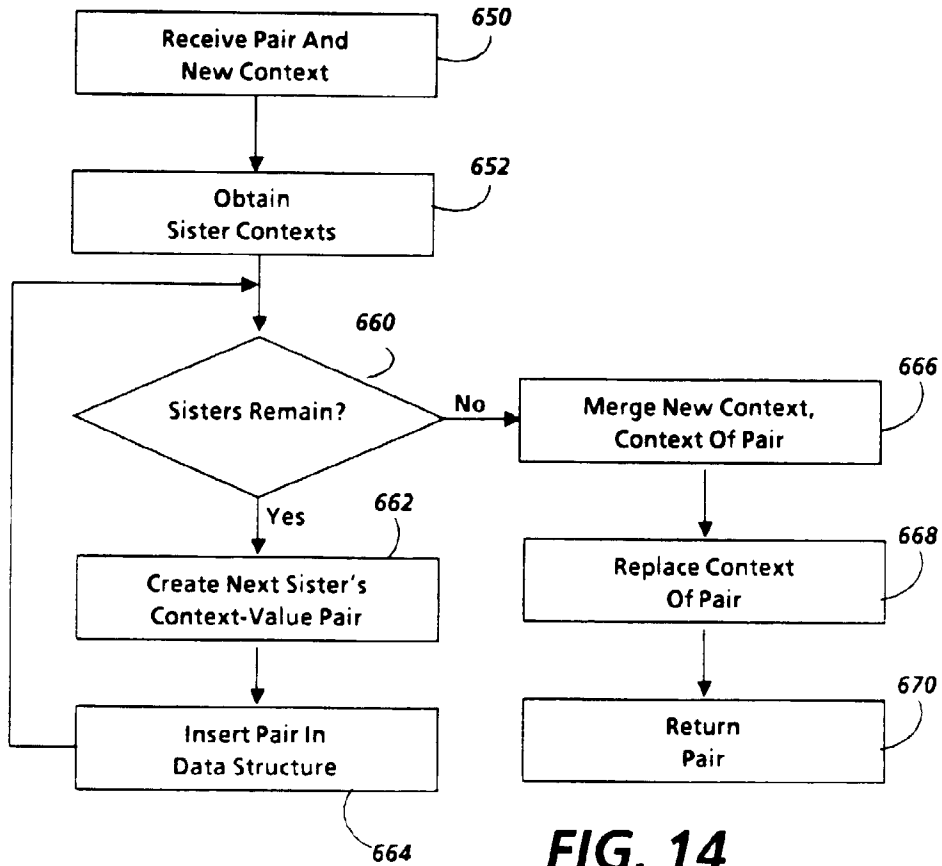 650
Receive Pair And
New Context
652
Obtain
Sister Contexts
660
Sisters Remain?
No
666
Merge New Context,
Context Of Pair
Yes
662
Create Next Sister's
Context-Value Pair
668
Replace Context
Of Pair
664
Insert Pair In
Data Structure
670
Return
Pair
FIG. 14